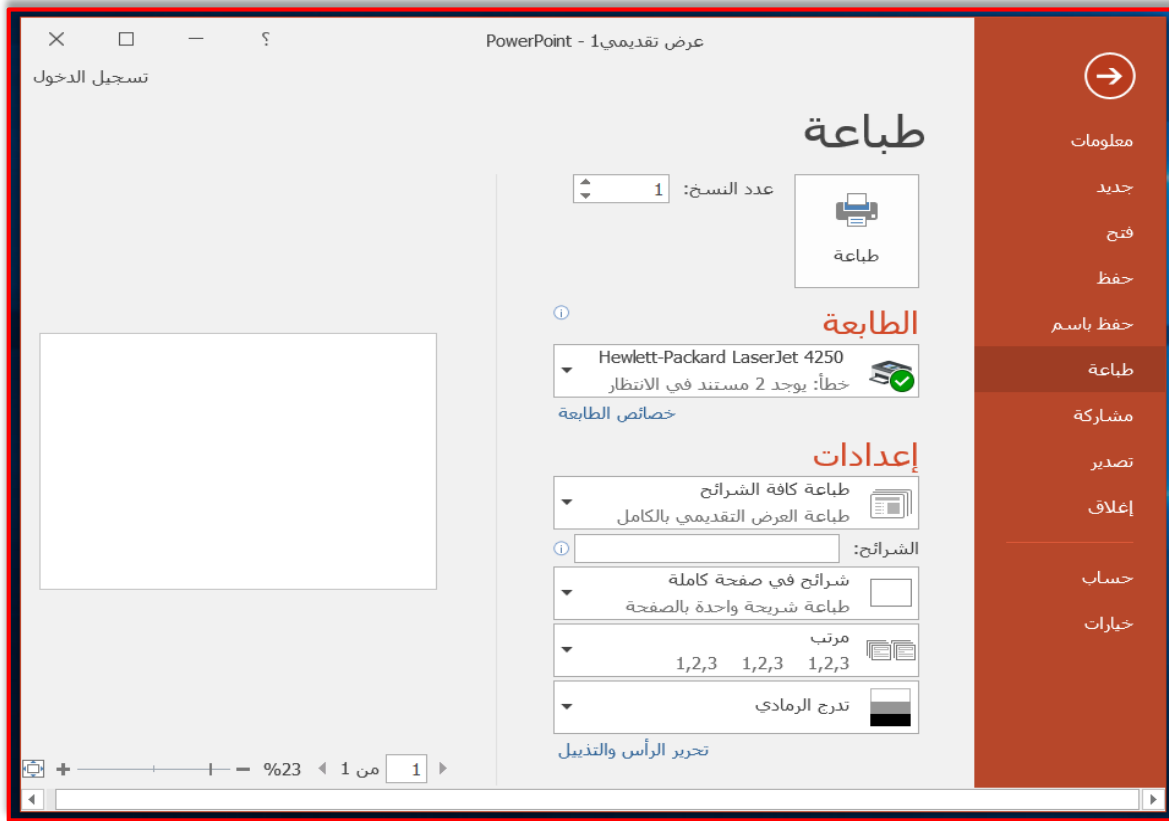 عرض تقديمي1 - PowerPoint
؟
تسجيل الدخول
معلومات
جديد
فتح
حفظ
حفظ باسم
طباعة
مشاركة
تصدير
إغلاق
حساب
خيارات
طباعة
طباعة
عدد النسخ: 1
الطابعة
Hewlett-Packard LaserJet 4250
خطأ: يوجد 2 مستند في الانتظار
خصائص الطابعة
إعدادات
طباعة كافة الشرائح
طباعة العرض التقديمي بالكامل
الشرائح:
شرائح في صفحة كاملة
طباعة شريحة واحدة بالصفحة
مرتب
1,2,3 1,2,3 1,2,3
تدرج الرمادي
تحرير الرأس والتذييل
1 من 1
%23